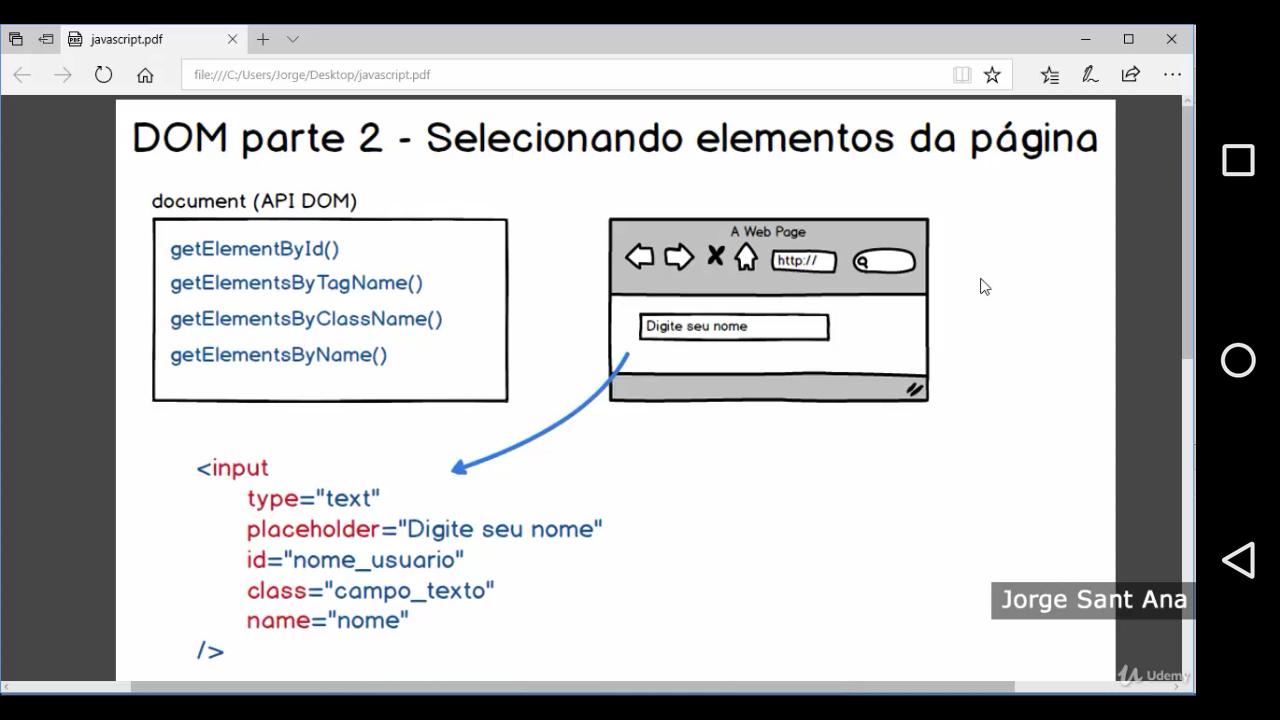 javascript.pdf
file:///C:/Users/Jorge/Desktop/javascript.pdf
DOM parte 2 - Selecionando elementos da página
document (API DOM)
getElementById()
getElementsByTagName()
getElementsByClassName()
getElementsByName()
A Web Page
http://
Digite seu nome
<input
type="text"
placeholder="Digite seu nome"
id="nome_usuario"
class="campo_texto"
name="nome"
/>
Jorge Sant Ana
Udemy